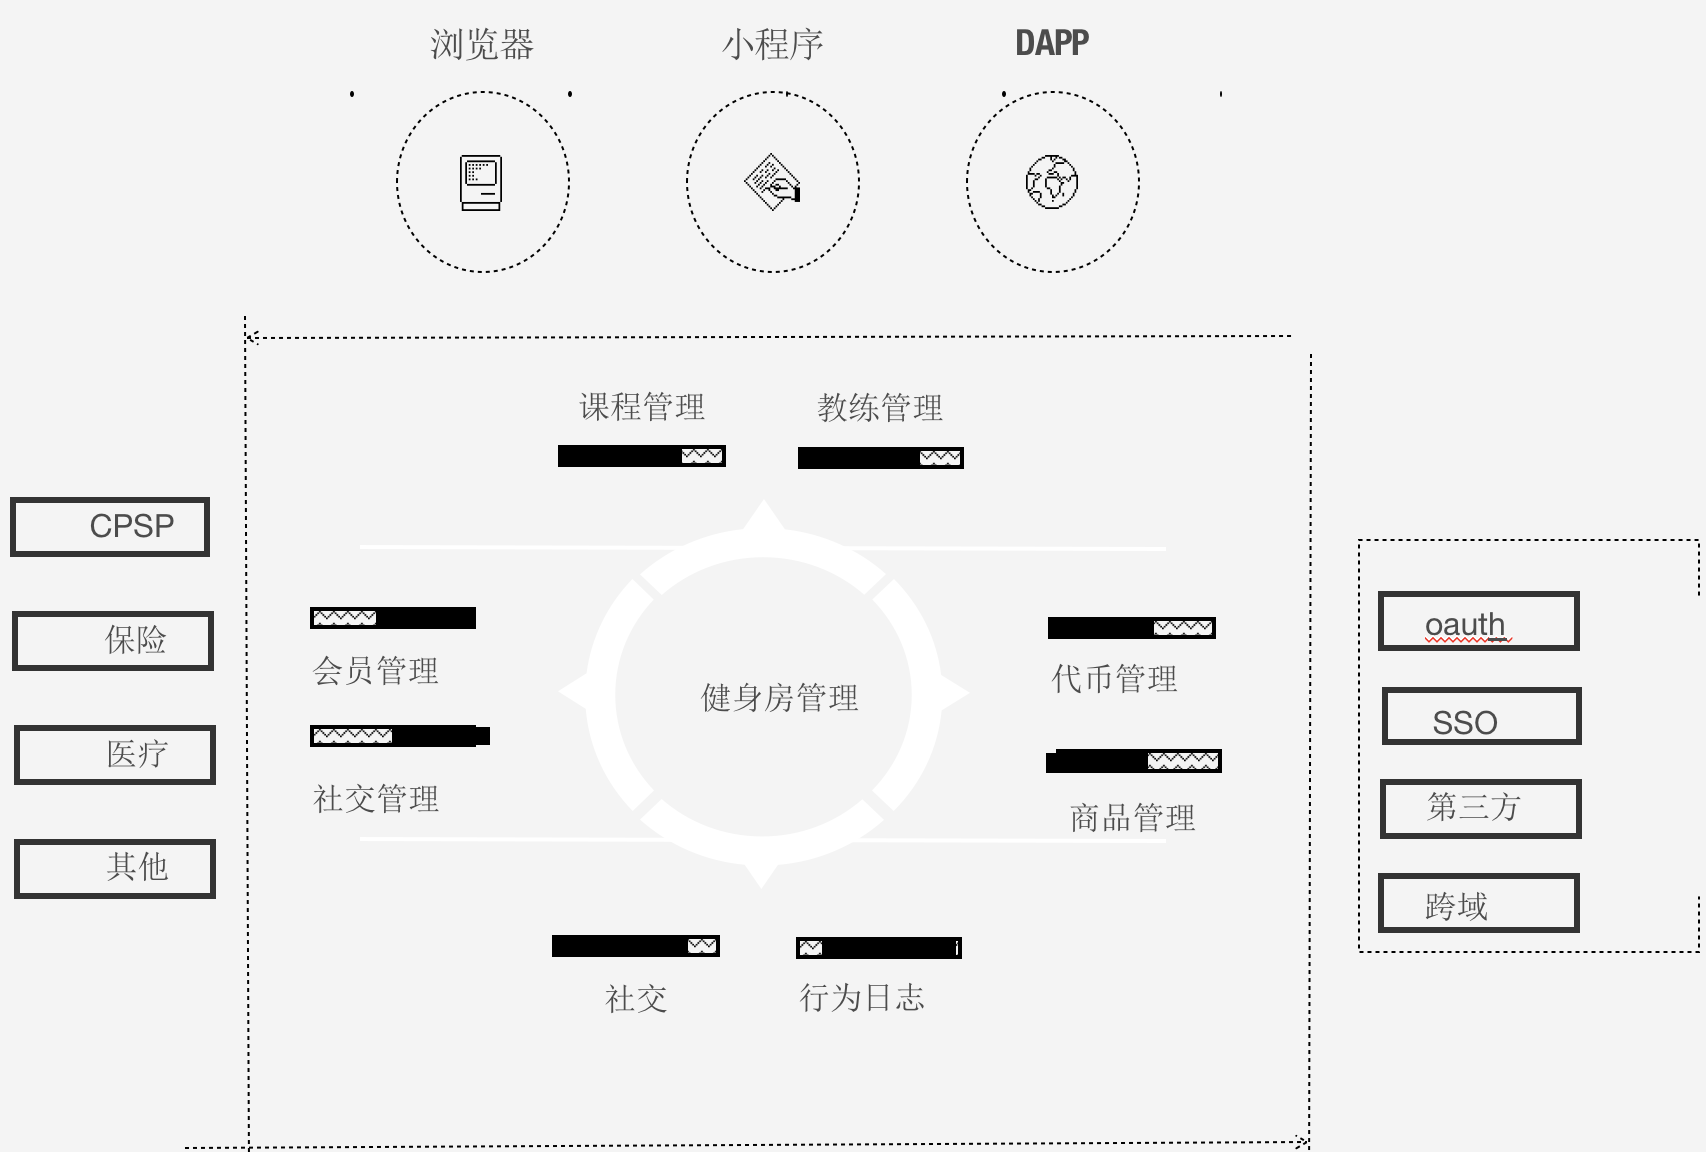 浏览器
小程序
DAPP
课程管理
教练管理
CPSP
保险
医疗
其他
会员管理
社交管理
健身房管理
代币管理
商品管理
社交
行为日志
oauth
SSO
第三方
跨域